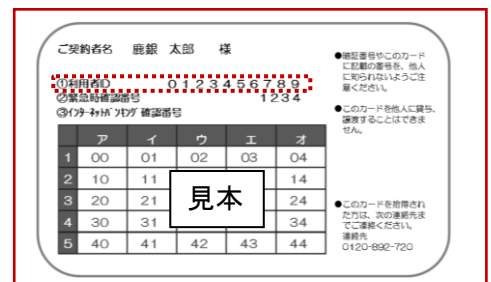 ご契約者名　鹿銀 太郎　様
①利用者ID　０１２３４５６７８９
②緊急時確認番号　１２３４
③ｲﾝﾀｰﾈｯﾄﾊﾞﾝｷﾝｸﾞ確認番号
ア イ ウ エ オ
1 00 01 02 03 04
2 10 11 14
3 20 21 24
4 30 31 34
5 40 41 42 43 44
見本
●確認番号やこのカード
に記載の番号を、他人
に知られないようご注
意ください。
●このカードを他人に貸与、
譲渡することはできま
せん。
●このカードを拾得され
た方は、次の連絡先ま
でご連絡ください。
連絡先
0120-892-720